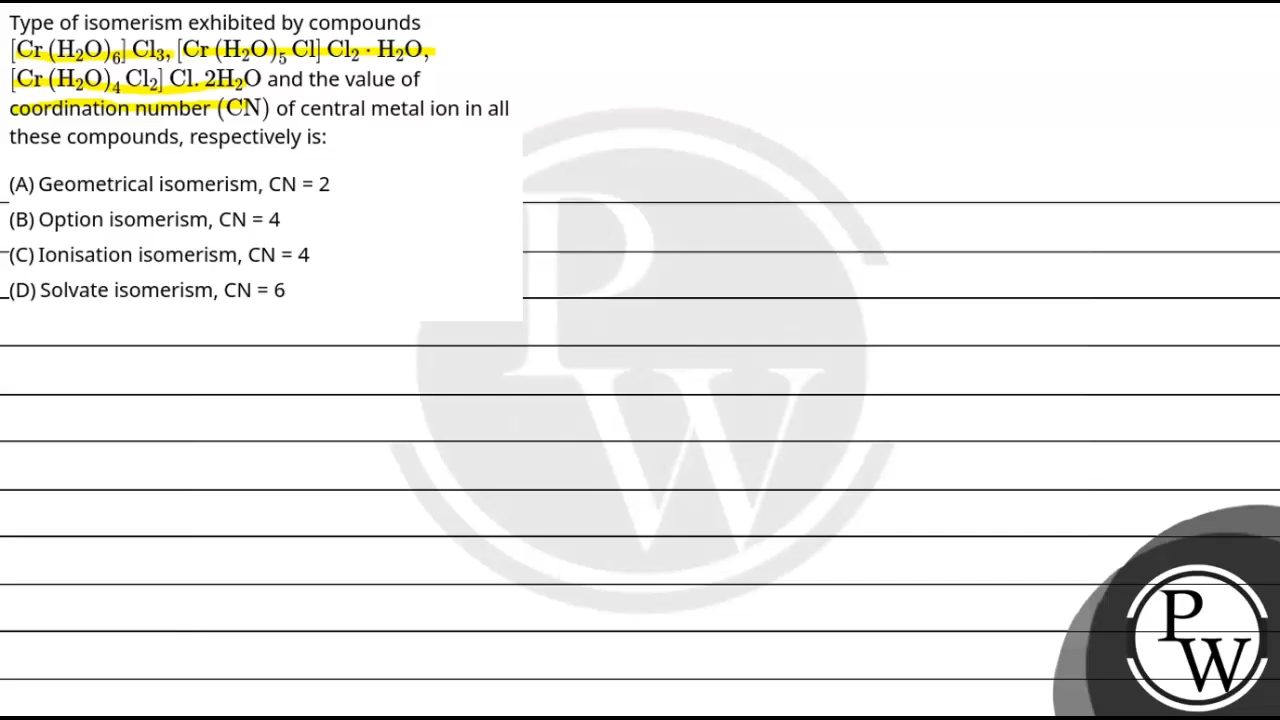 Type of isomerism exhibited by compounds
[Cr (H₂O)₆] Cl₃, [Cr (H₂O)₅ Cl] Cl₂ · H₂O,
[Cr (H₂O)₄ Cl₂] Cl. 2H₂O and the value of
coordination number (CN) of central metal ion in all
these compounds, respectively is:
(A) Geometrical isomerism, CN = 2
(B) Option isomerism, CN = 4
(C) Ionisation isomerism, CN = 4
(D) Solvate isomerism, CN = 6
P
W
P
W